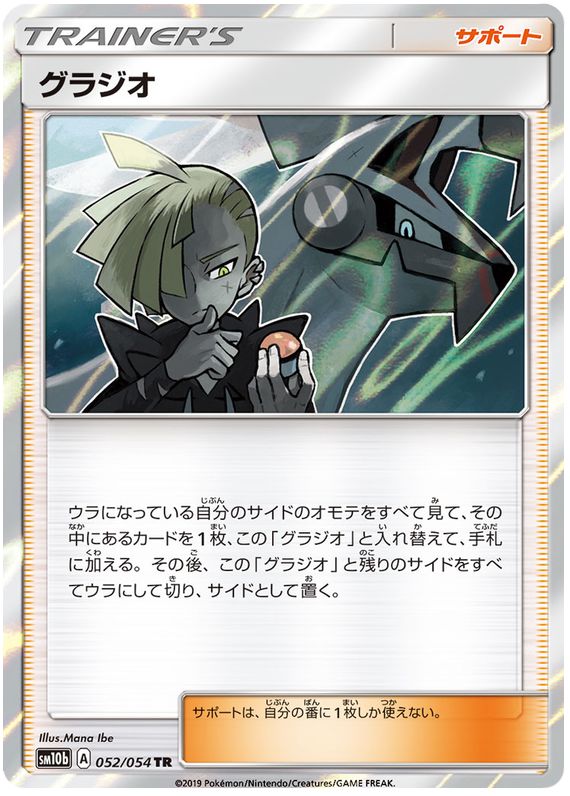 TRAINER'S
サポート
グラジオ
ウラになっている自分のサイドのオモテをすべて見て、その
中にあるカードを1枚、この「グラジオ」と入れ替えて、手札
に加える。その後、この「グラジオ」と残りのサイドをすべ
てウラにして切り、サイドとして置く。
サポートは、自分の番に1枚しか使えない。
Illus.Mana Ibe
sm10b A 052/054 TR
©2019 Pokémon/Nintendo/Creatures/GAME FREAK.